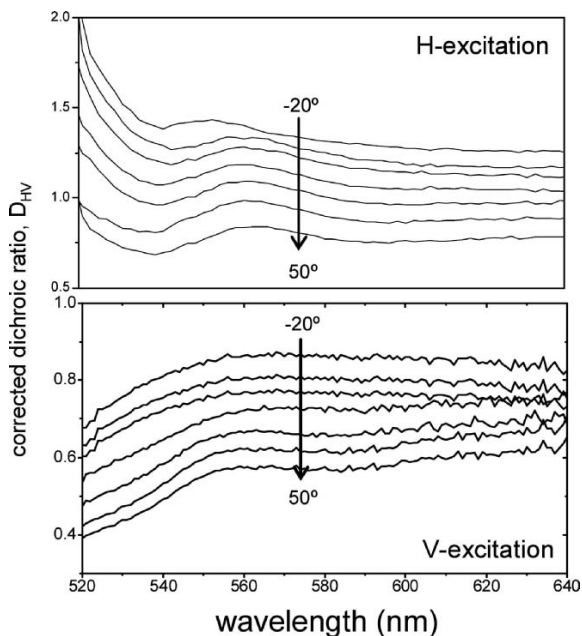 2.0
H-excitation
-20º
1.5
1.0
50º
0.5
1.0
-20º
0.8
0.6
50º
0.4
V-excitation
520 540 560 580 600 620 640
wavelength (nm)
corrected dichroic ratio, D_HV